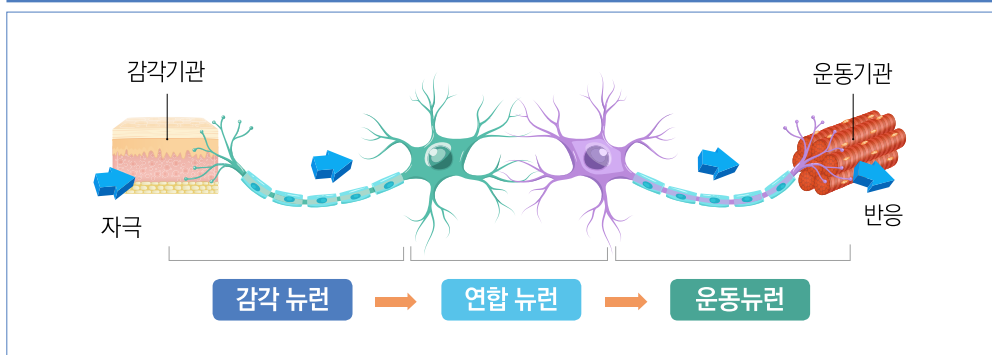 감각기관
운동기관
자극
반응
감각 뉴런
연합 뉴런
운동뉴런